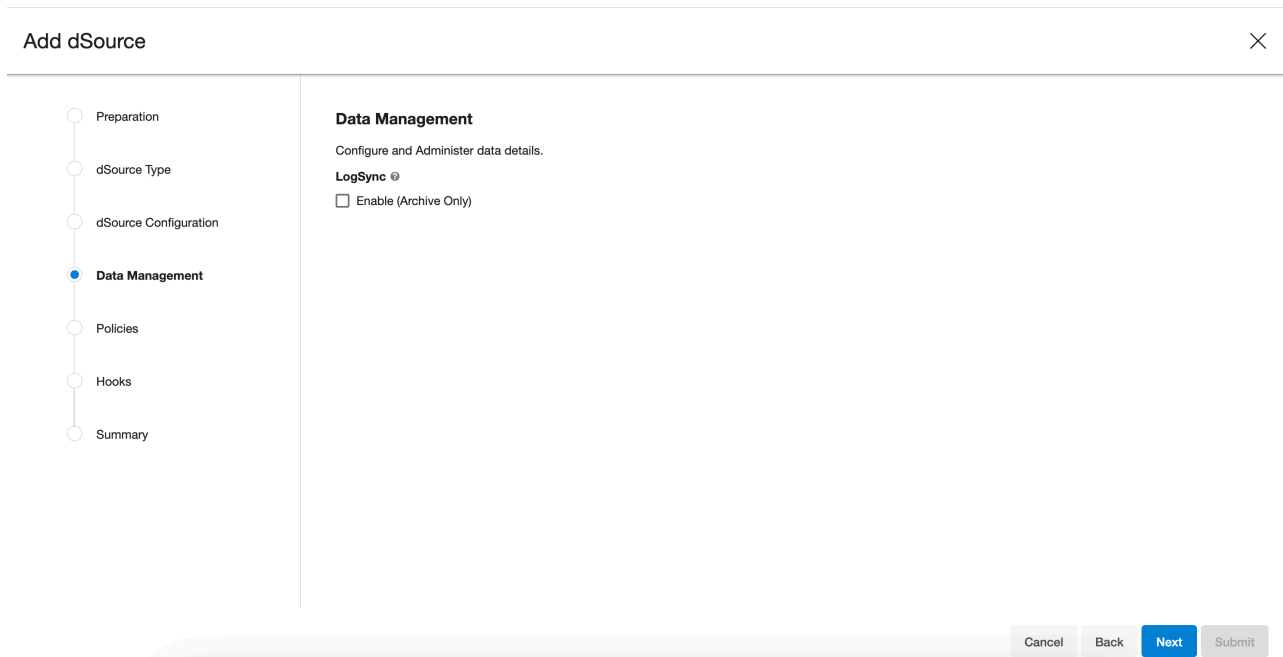 Add dSource
Preparation
dSource Type
dSource Configuration
Data Management
Policies
Hooks
Summary
Data Management
Configure and Administer data details.
LogSync
Enable (Archive Only)
Cancel Back Next Submit